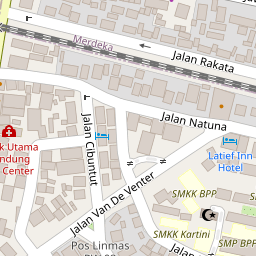 Merdeka
Jalan Rakata
Jalan Natuna
k Utama
ndung
Center
Jalan Cibuntut
Latief Inn
Hotel
Jalan Van De Venter
SMKK BPP
SMKK Kartini
SMP BPP
Pos Linmas
Jalan